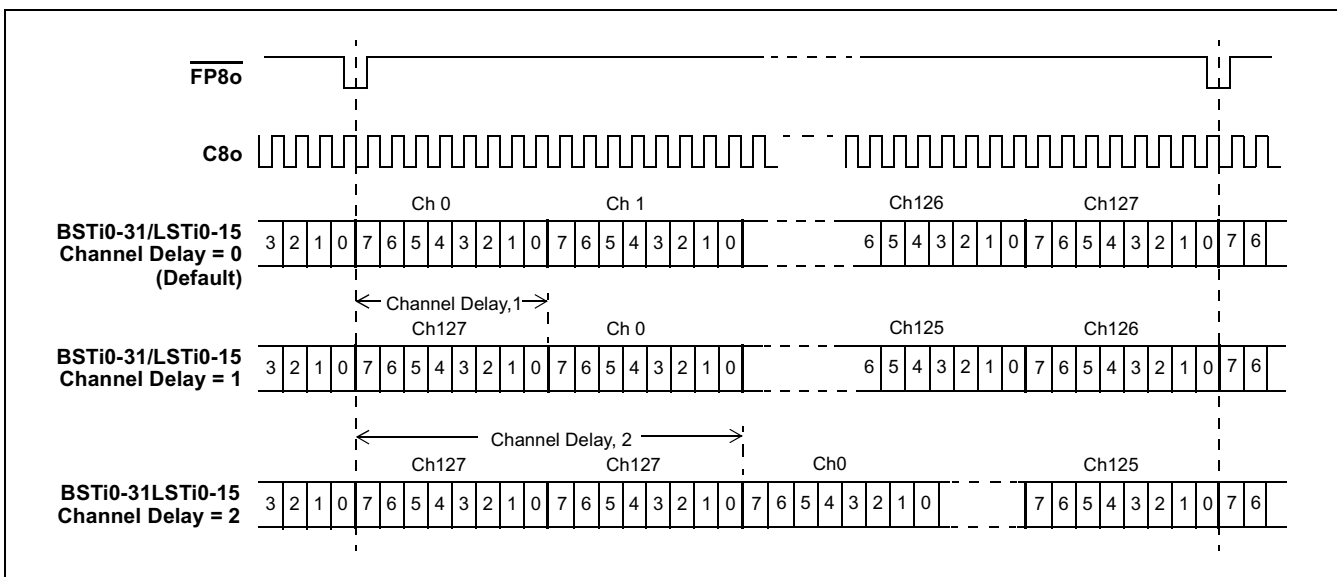 FP8o
C8o
Ch 0 Ch 1 Ch126 Ch127
BSTi0-31/LSTi0-15
Channel Delay = 0
(Default)
3 2 1 0 7 6 5 4 3 2 1 0 7 6 5 4 3 2 1 0 6 5 4 3 2 1 0 7 6 5 4 3 2 1 0 7 6
Channel Delay,1
Ch127 Ch 0 Ch125 Ch126
BSTi0-31/LSTi0-15
Channel Delay = 1
3 2 1 0 7 6 5 4 3 2 1 0 7 6 5 4 3 2 1 0 6 5 4 3 2 1 0 7 6 5 4 3 2 1 0 7 6
Channel Delay, 2
Ch127 Ch127 Ch0 Ch125
BSTi0-31LSTi0-15
Channel Delay = 2
3 2 1 0 7 6 5 4 3 2 1 0 7 6 5 4 3 2 1 0 7 6 5 4 3 2 1 0 7 6 5 4 3 2 1 0 7 6